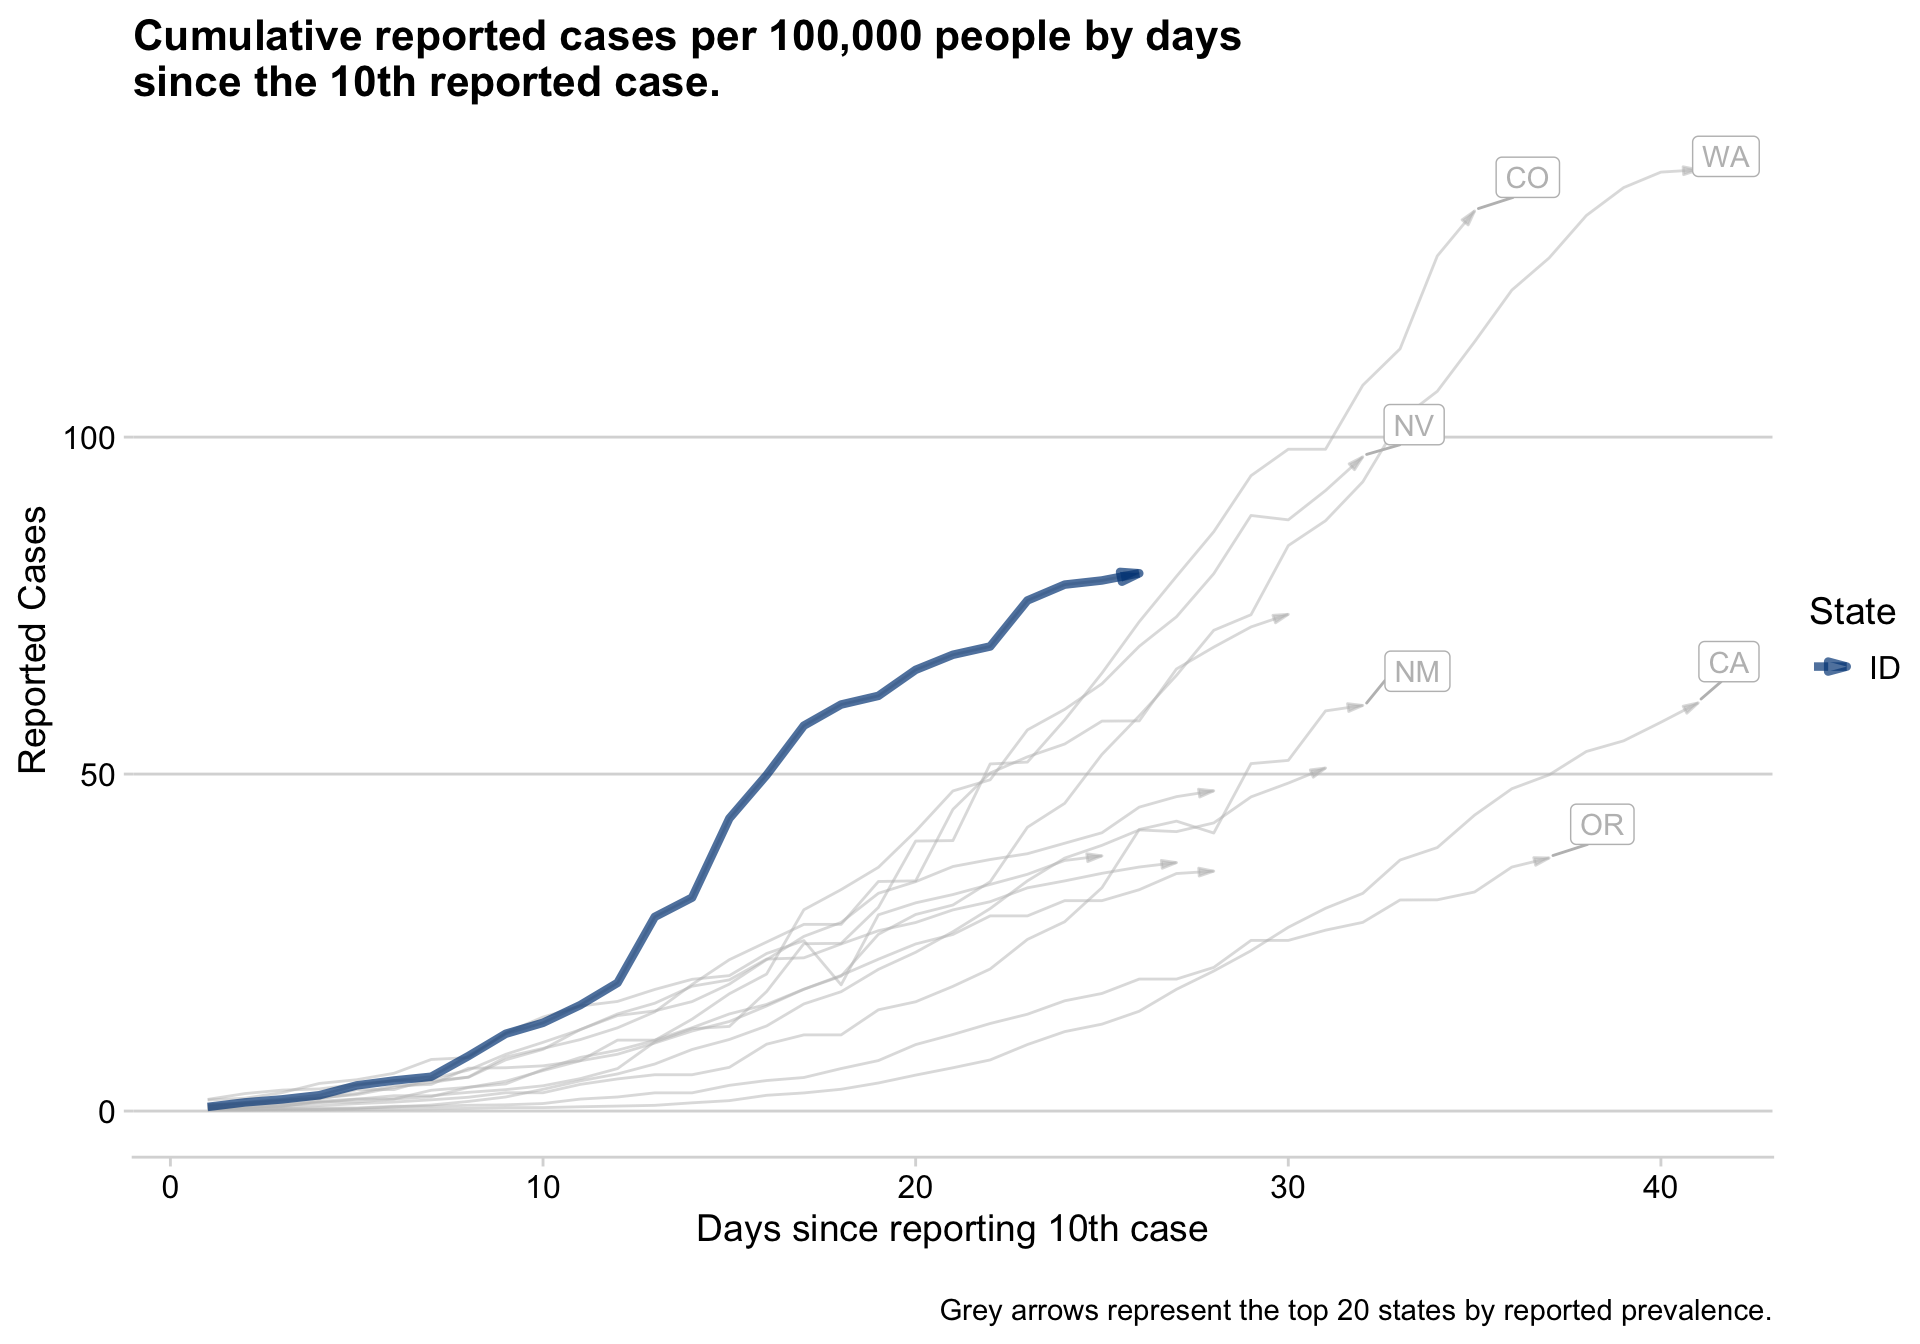 Cumulative reported cases per 100,000 people by days
since the 10th reported case.
WA
CO
100
NV
Reported Cases
State
ID
CA
NM
50
OR
0
0 10 20 30 40
Days since reporting 10th case
Grey arrows represent the top 20 states by reported prevalence.